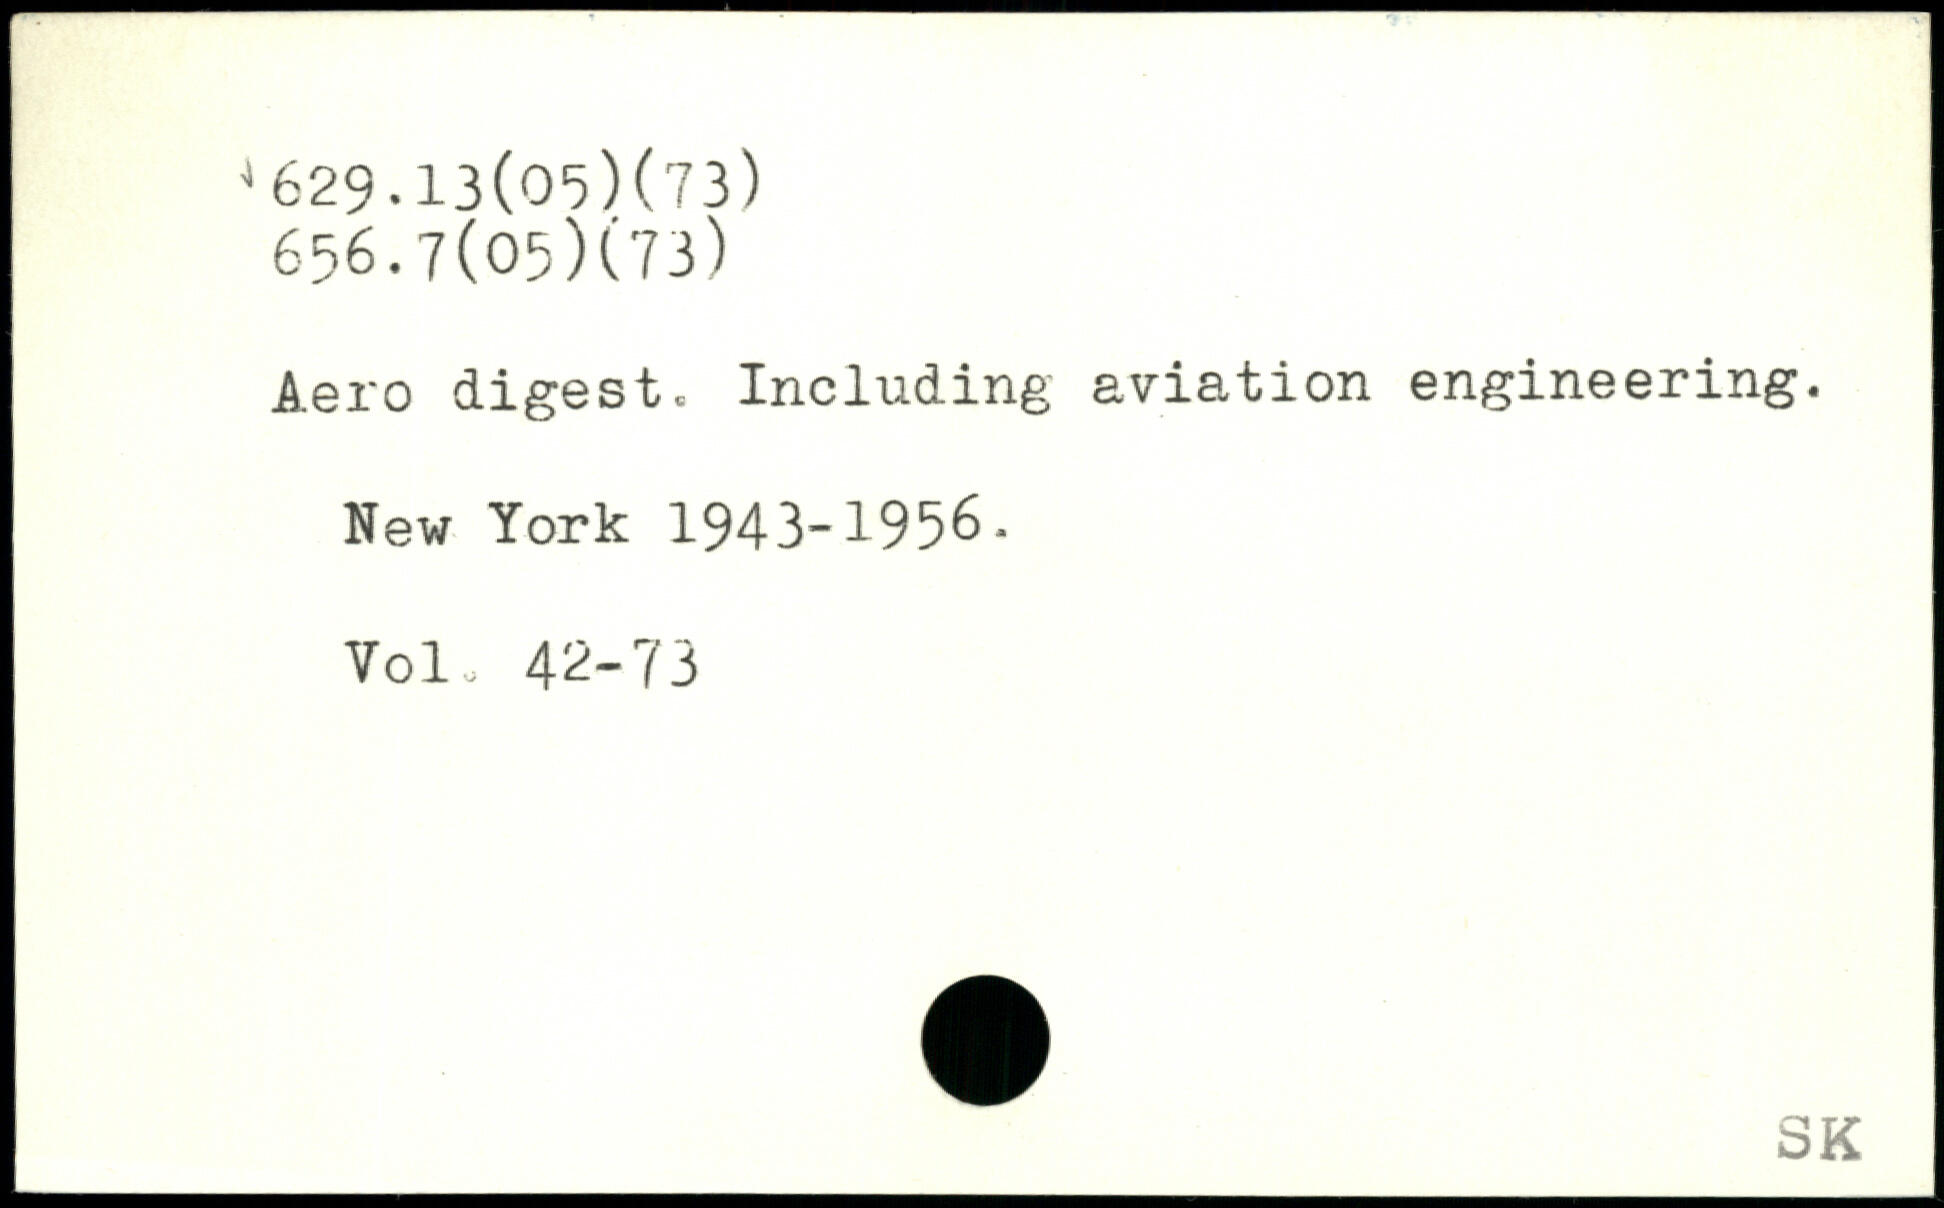 629.13(05)(73)
656.7(05)(73)
Aero digest. Including aviation engineering.
New York 1943-1956.
Vol. 42-73
SK